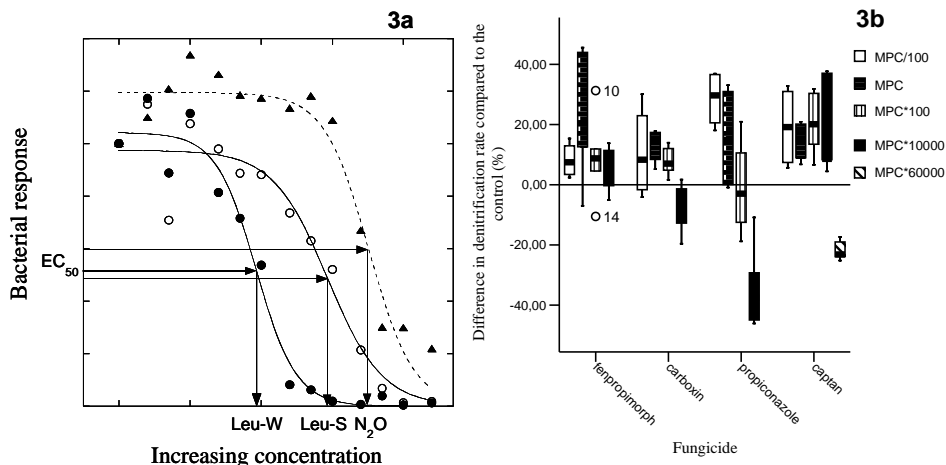 3a
Bacterial response
EC50
Leu-W
Leu-S
N2O
Increasing concentration
3b
Difference in denitrification rate compared to the
control (%)
40,00
20,00
0,00
-20,00
-40,00
10
14
MPC/100
MPC
MPC*100
MPC*10000
MPC*60000
fenpropimorph
carboxin
propiconazole
captan
Fungicide